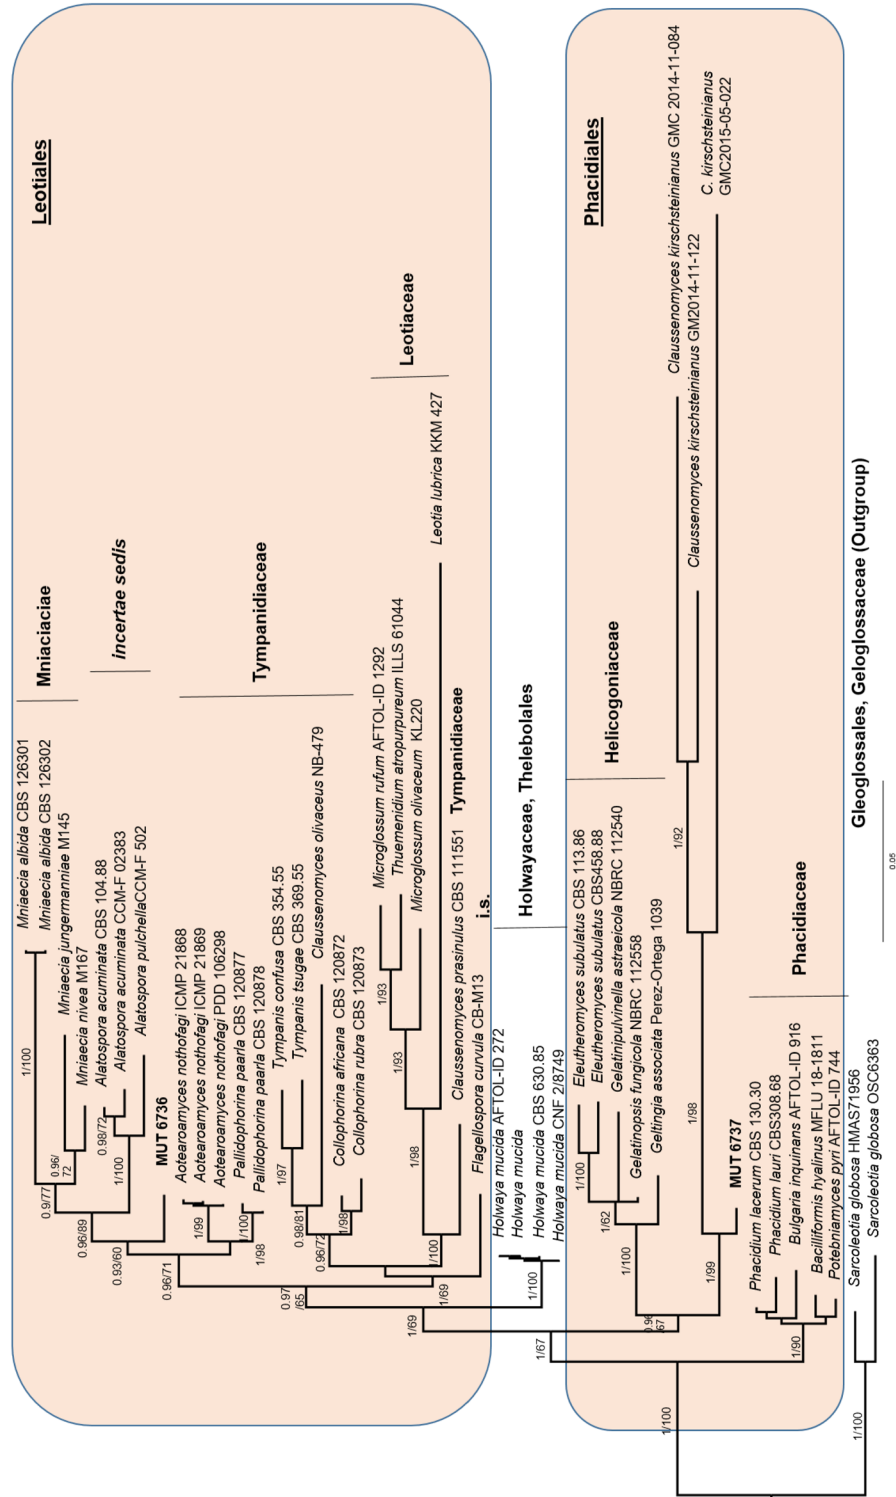 Leotiales
Mniaciaciae
incertae sedis
Tympanidiaceae
Leotiaceae
Mniaecia albida CBS 126301
Mniaecia albida CBS 126302
Mniaecia jungermanniae M145
Mniaecia nivea M167
Alatospora acuminata CBS 104.88
Alatospora acuminata CCM-F 02383
Alatospora pulchellaCCM-F 502
MUT 6736
Aotearoamyces nothofagi ICMP 21868
Aotearoamyces nothofagi ICMP 21869
Aotearoamyces nothofagi PDD 106298
Pallidophorina paarla CBS 120877
Pallidophorina paarla CBS 120878
Tympanis confusa CBS 354.55
Tympanis tsugae CBS 369.55
Claussenomyces olivaceus NB-479
Collophorina africana CBS 120872
Collophorina rubra CBS 120873
Microglossum rufum AFTOL-ID 1292
Thuemenidium atropurpureum ILLS 61044
Microglossum olivaceum KL220
Leotia lubrica KKM 427
Claussenomyces prasinulus CBS 111551 Tympanidiaceae
Flagellospora curvula CB-M13 i.s.
Holwaya mucida AFTOL-ID 272
Holwaya mucida
Holwaya mucida CBS 630.85
Holwaya mucida CNF 2/8749
Holwayaceae, Thelebolales
Phacidiales
Helicogoniaceae
Eleutheromyces subulatus CBS 113.86
Eleutheromyces subulatus CBS458.88
Gelatinipulvinella astraeicola NBRC 112540
Gelatinopsis fungicola NBRC 112558
Geltingia associata Perez-Ortega 1039
Claussenomyces kirschsteinianus GMC 2014-11-084
Claussenomyces kirschsteinianus GM2014-11-122
C. kirschsteinianus
GMC2015-05-022
MUT 6737
Phacidiaceae
Phacidium lacerum CBS 130.30
Phacidium lauri CBS308.68
Bulgaria inquinans AFTOL-ID 916
Bacilliformis hyalinus MFLU 18-1811
Potebniamyces pyri AFTOL-ID 744
Sarcoleotia globosa HMAS71956
Sarcoleotia globosa OSC6363
Gleoglossales, Geloglossaceae (Outgroup)
1/100
0.96/
72
0.9/77
0.98/72
1/100
0.96/89
0.93/60
1/99
1/100
1/98
0.96/71
1/97
0.98/81
0.96/72
1/98
1/93
1/93
1/98
1/100
1/69
0.97
/65
1/100
1/69
1/67
1/100
1/62
1/100
0.96
/67
1/92
1/98
1/99
1/90
1/100
1/100
0.05